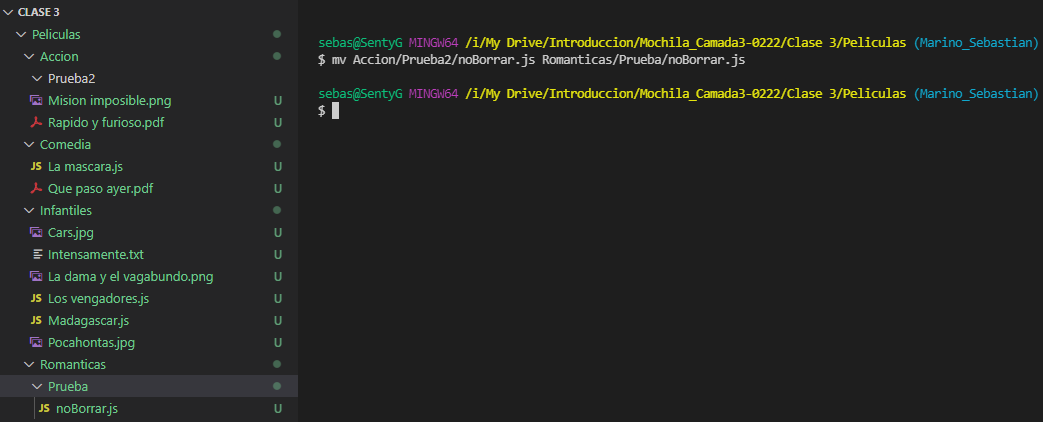 CLASE 3
Peliculas
Accion
Prueba2
Mision imposible.png U
Rapido y furioso.pdf U
Comedia
JS La mascara.js U
Que paso ayer.pdf U
Infantiles
Cars.jpg U
Intensamente.txt U
La dama y el vagabundo.png U
JS Los vengadores.js U
JS Madagascar.js U
Pocahontas.jpg U
Romanticas
Prueba
JS noBorrar.js U
sebas@SentyG MINGW64 /i/My Drive/Introduccion/Mochila_Camada3-0222/Clase 3/Peliculas (Marino_Sebastian)
$ mv Accion/Prueba2/noBorrar.js Romanticas/Prueba/noBorrar.js
sebas@SentyG MINGW64 /i/My Drive/Introduccion/Mochila_Camada3-0222/Clase 3/Peliculas (Marino_Sebastian)
$